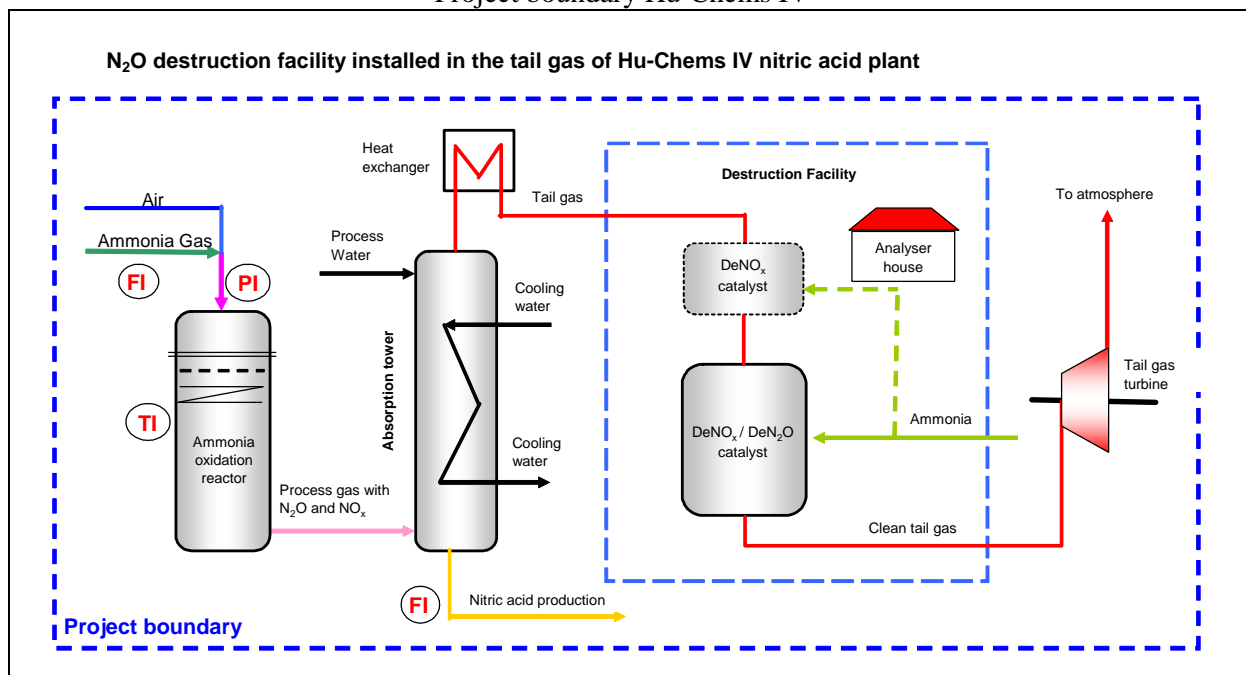 Project boundary Hu-Chems IV
N₂O destruction facility installed in the tail gas of Hu-Chems IV nitric acid plant
Heat
exchanger
Tail gas
Destruction Facility
To atmosphere
Air
Ammonia Gas
FI
PI
Process
Water
Cooling
water
DeNOₓ
catalyst
Analyser
house
Tail gas
turbine
TI
Ammonia
oxidation
reactor
Absorption tower
Cooling
water
DeNOₓ / DeN₂O
catalyst
Ammonia
Process gas with
N₂O and NOₓ
Clean tail gas
FI
Nitric acid production
Project boundary